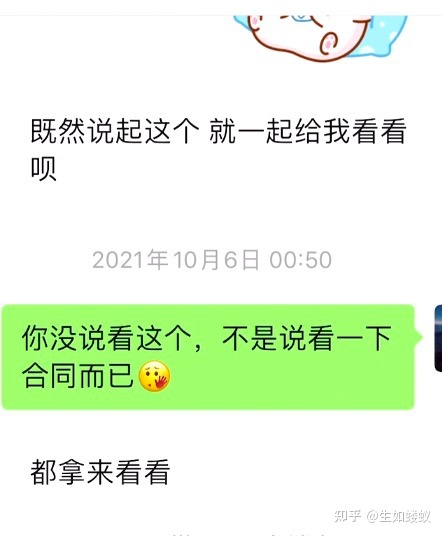 既然说起这个 就一起给我看看
呗
2021年10月6日 00:50
你没说看这个，不是说看一下
合同而已
都拿来看看
知乎 @生如蝼蚁